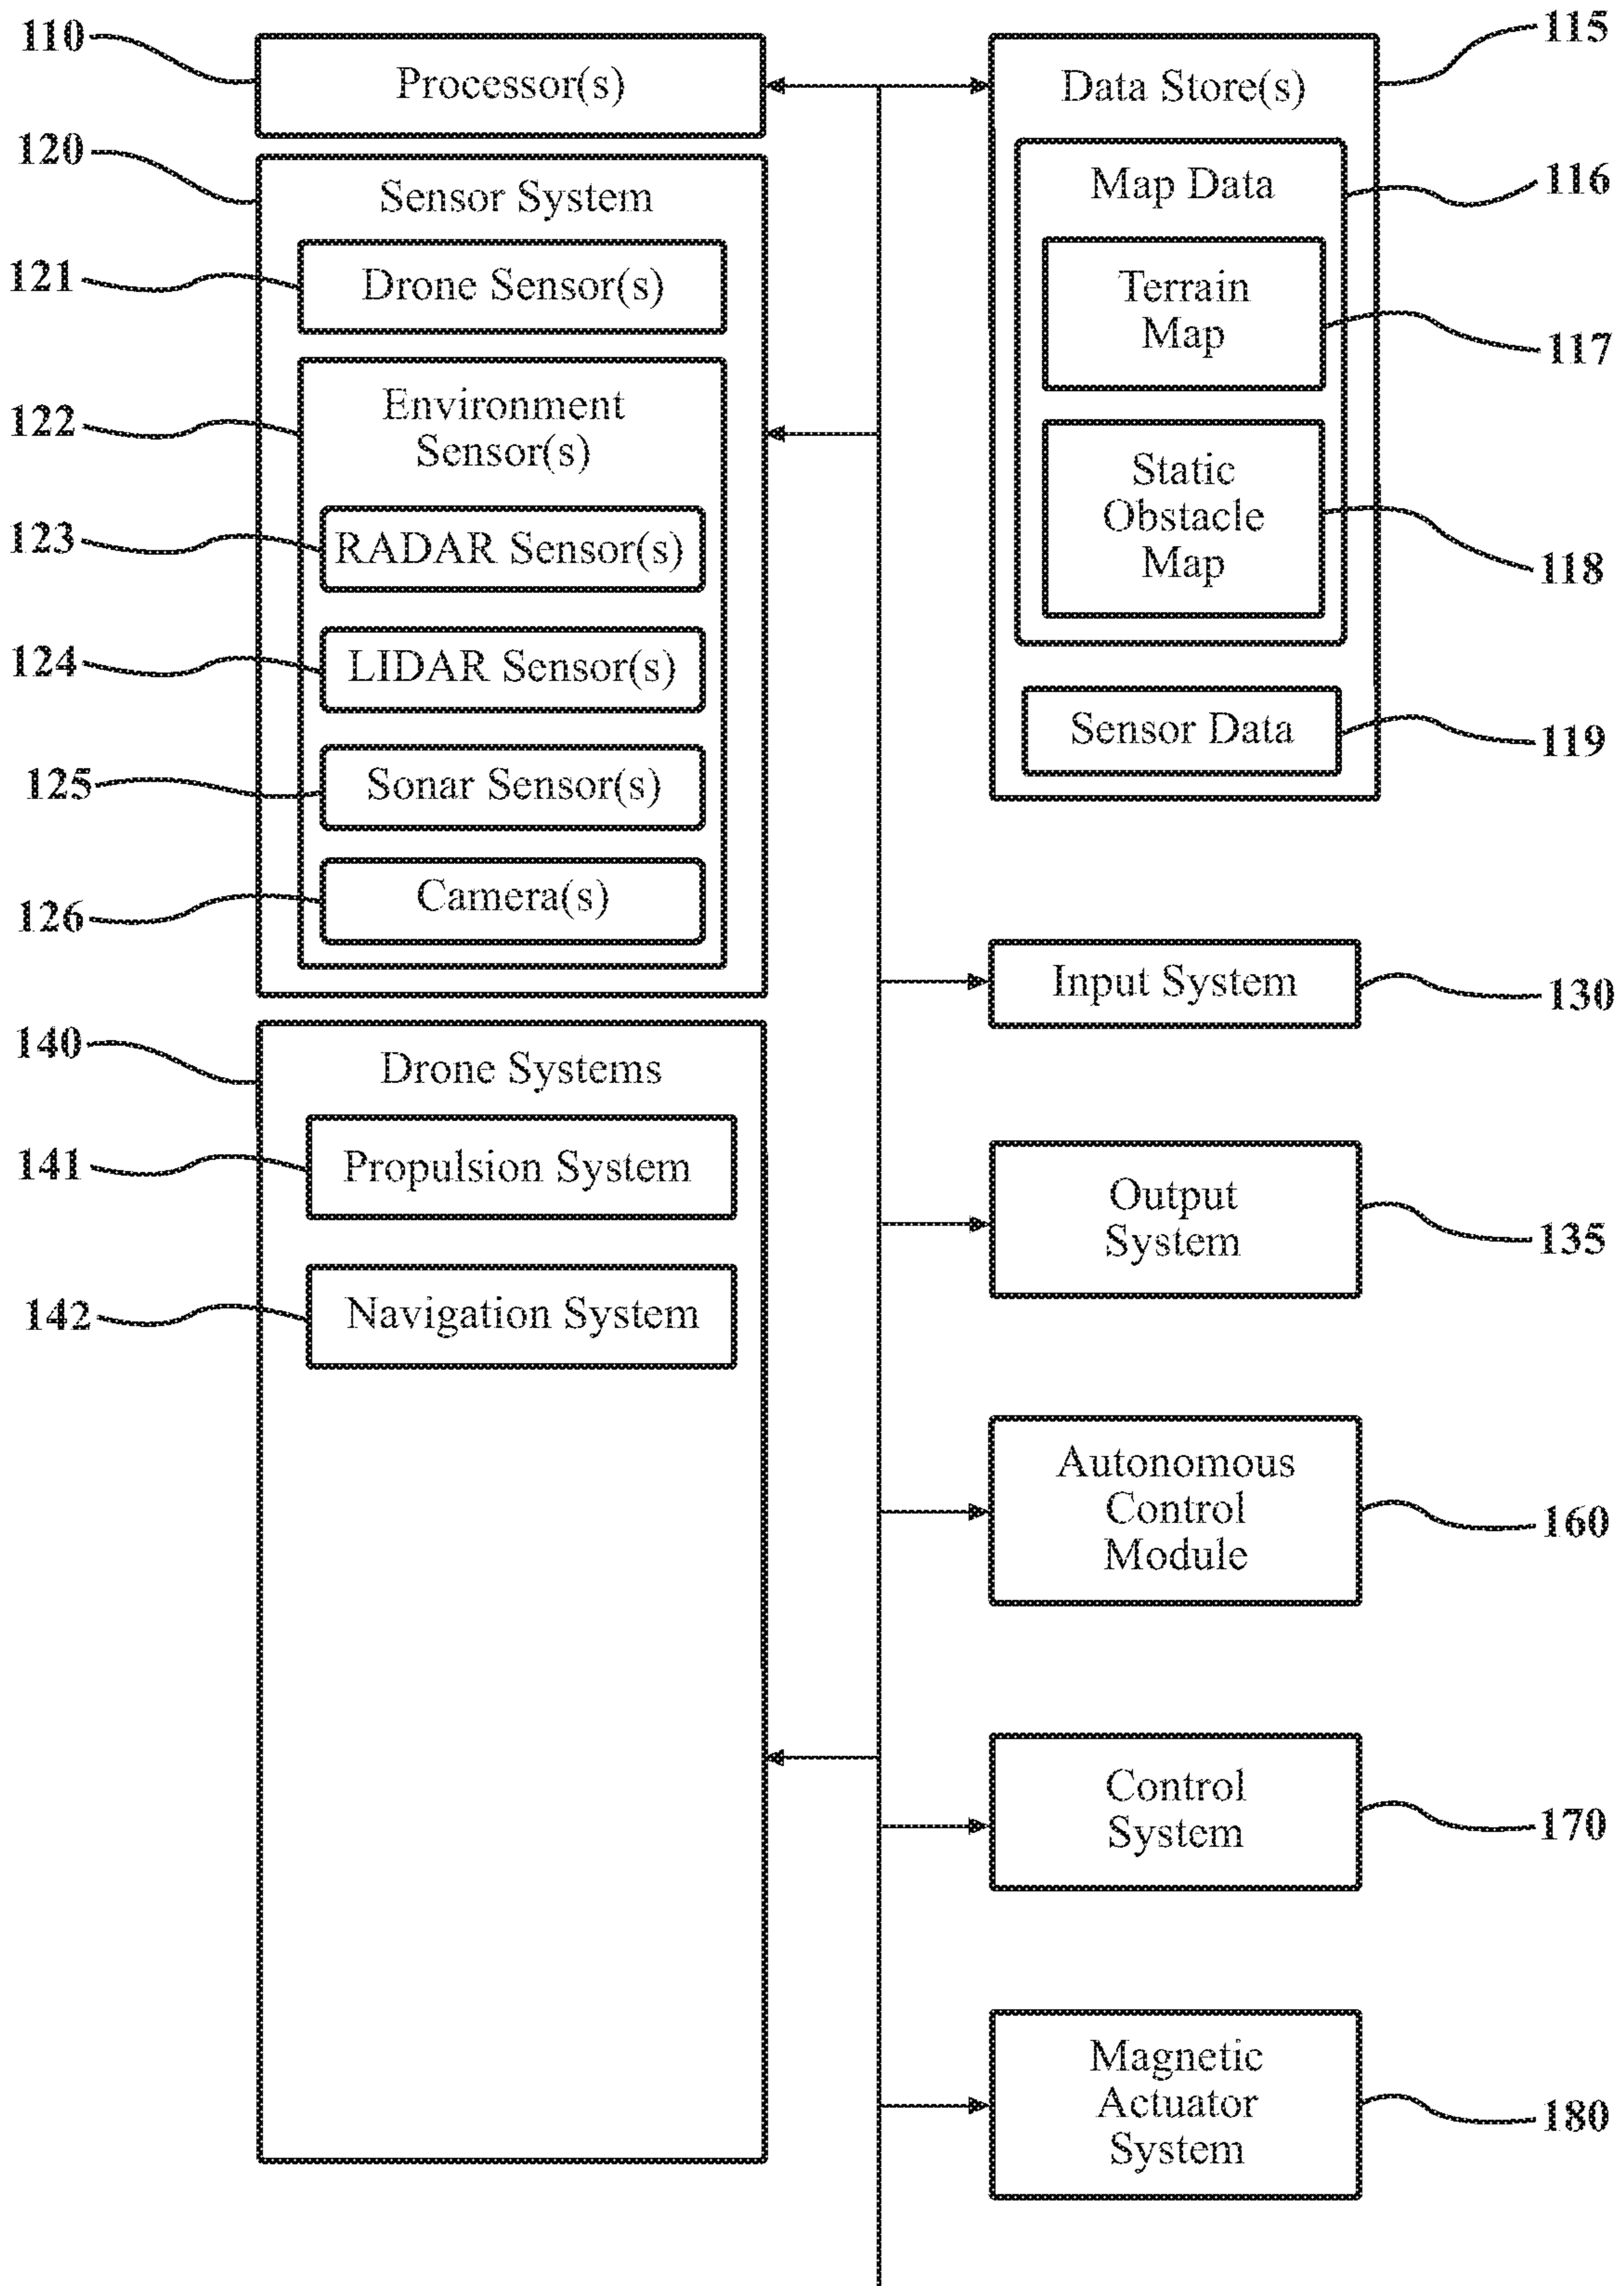 110
Processor(s)
120
Sensor System
121
Drone Sensor(s)
122
Environment
Sensor(s)
123
RADAR Sensor(s)
124
LIDAR Sensor(s)
125
Sonar Sensor(s)
126
Camera(s)
140
Drone Systems
141
Propulsion System
142
Navigation System
115
Data Store(s)
116
Map Data
Terrain
Map
117
Static
Obstacle
Map
118
Sensor Data
119
Input System
130
Output
System
135
Autonomous
Control
Module
160
Control
System
170
Magnetic
Actuator
System
180